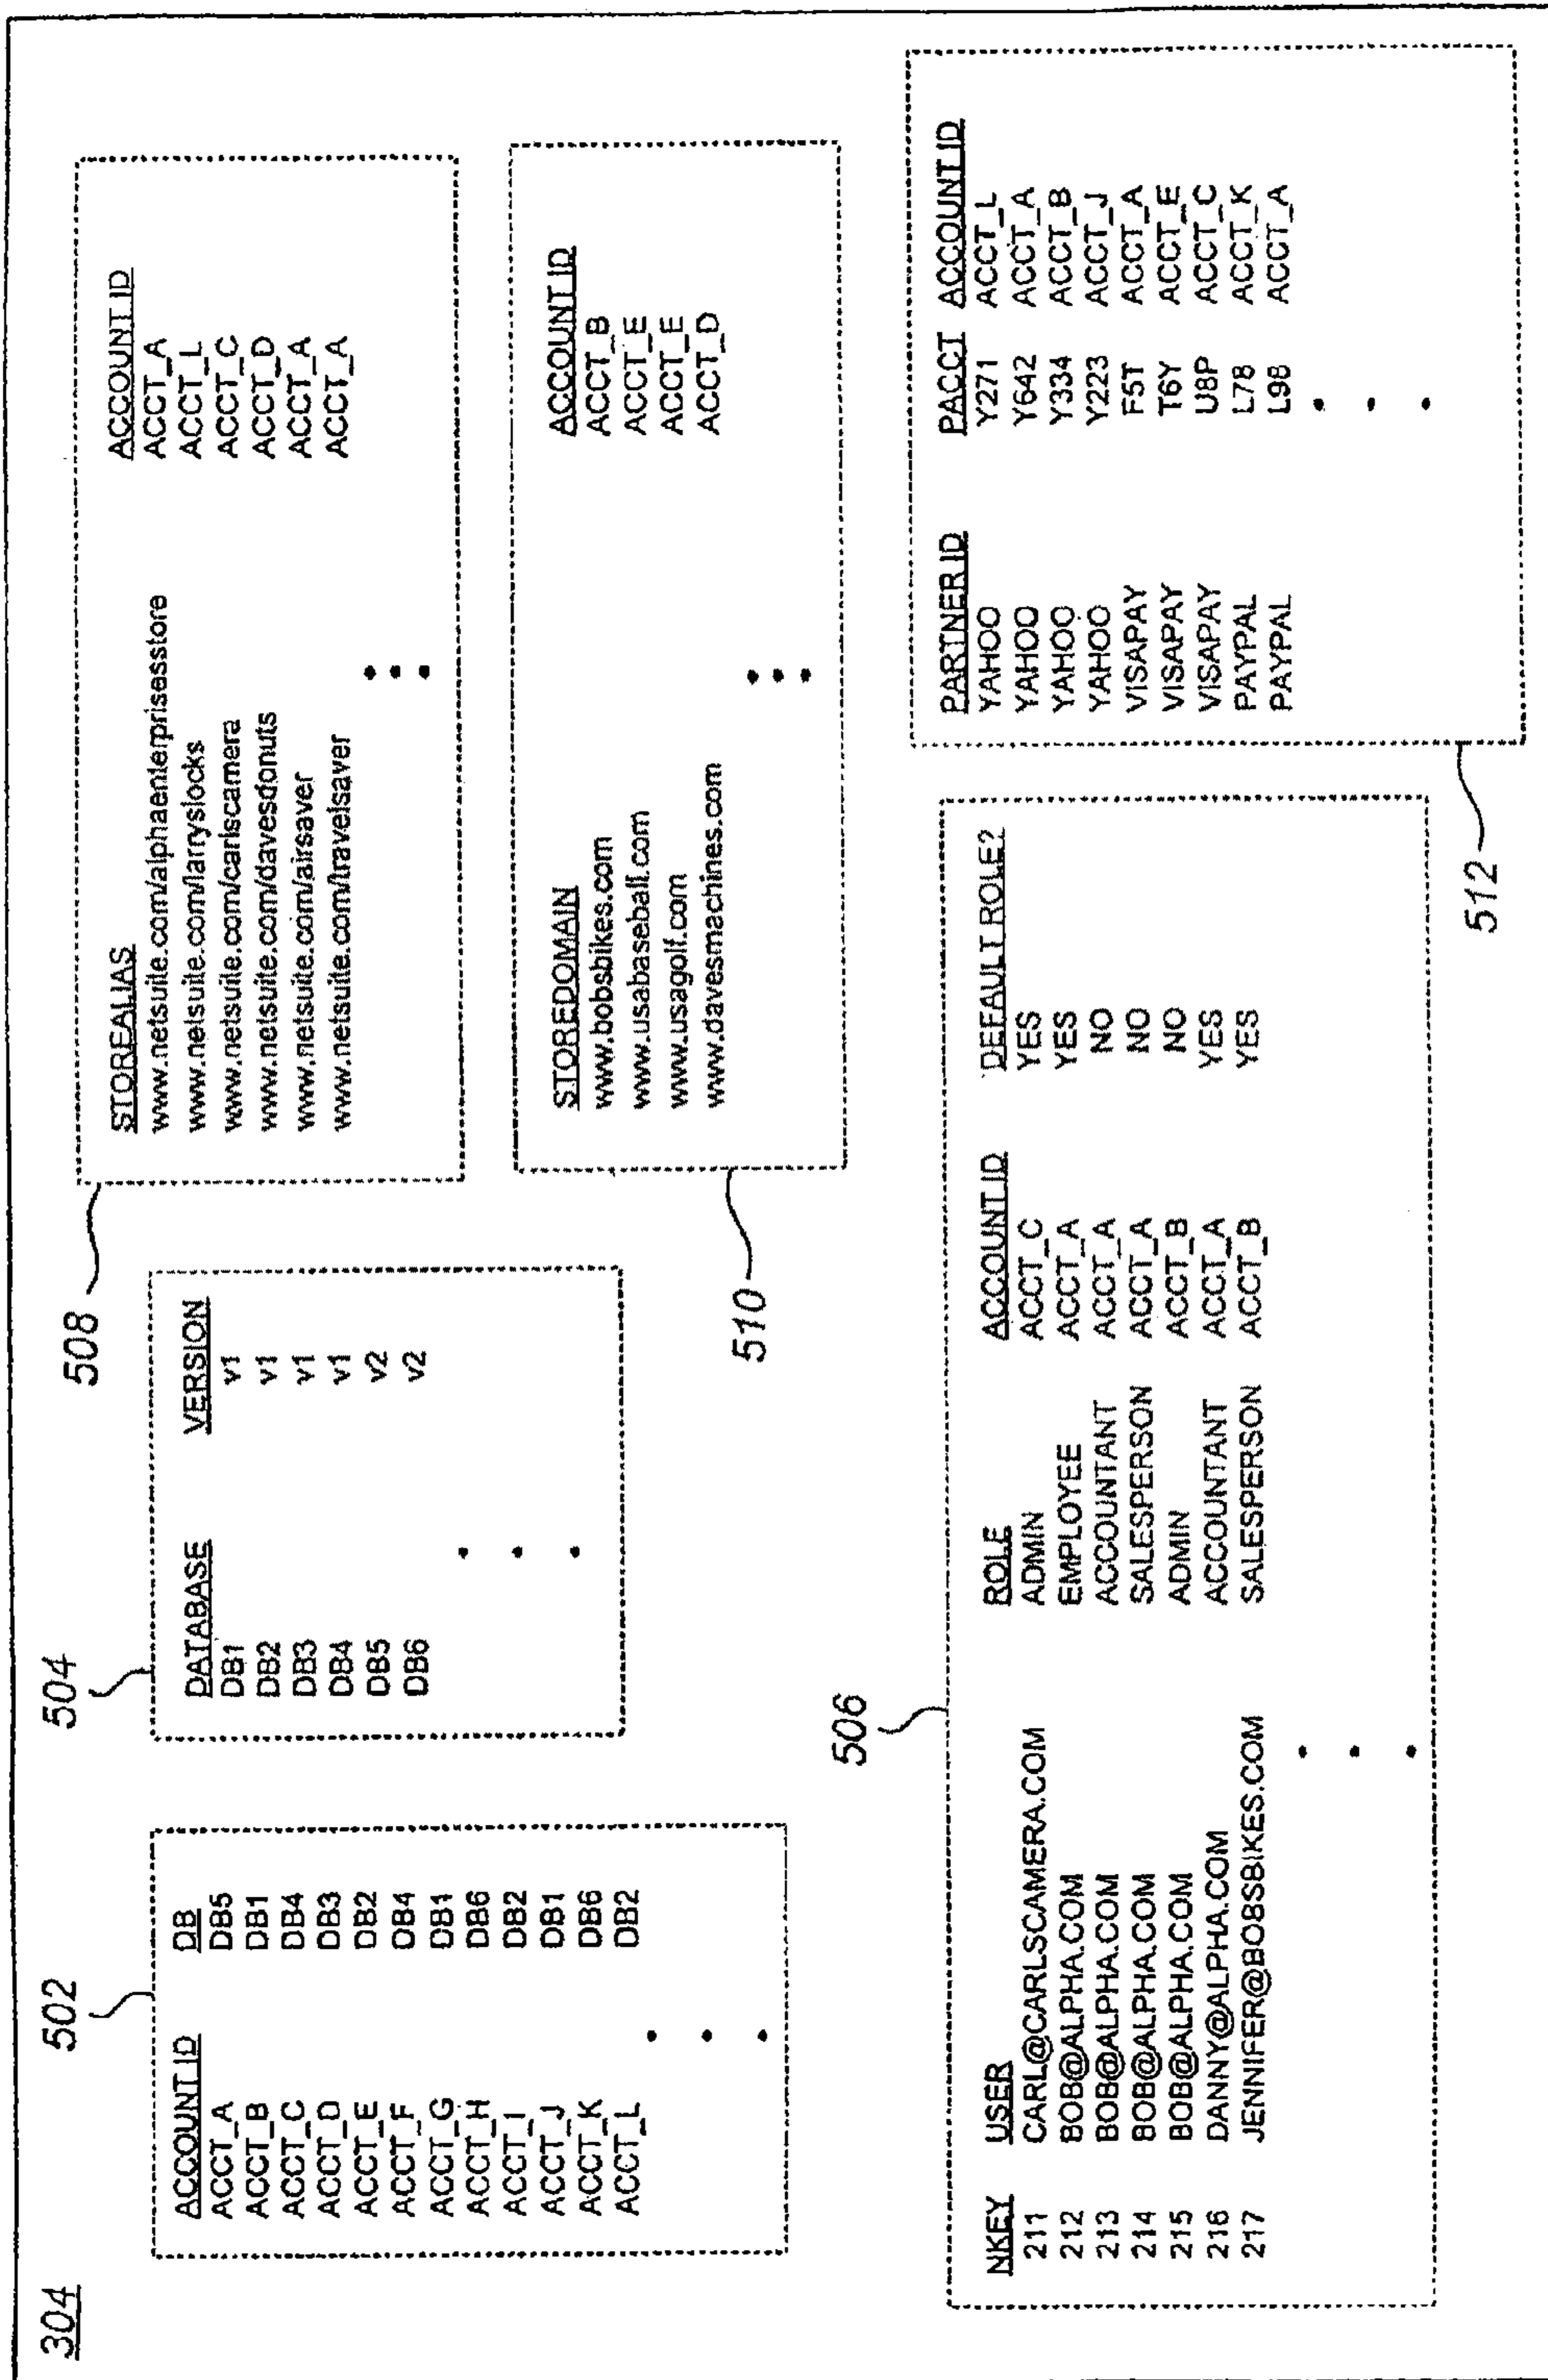 304
502
ACCOUNT ID DB
ACCT_A DB5
ACCT_B DB1
ACCT_C DB4
ACCT_D DB3
ACCT_E DB2
ACCT_F DB4
ACCT_G DB1
ACCT_H DB6
ACCT_I DB2
ACCT_J DB1
ACCT_K DB6
ACCT_L DB2
504
DATABASE VERSION
DB1 v1
DB2 v1
DB3 v1
DB4 v1
DB5 v2
DB6 v2
508
STOREALIAS ACCOUNT ID
www.netsuite.com/alphaenterprisesstore ACCT_A
www.netsuite.com/larryslocks ACCT_L
www.netsuite.com/carlscamera ACCT_C
www.netsuite.com/davesdonuts ACCT_D
www.netsuite.com/airsaver ACCT_A
www.netsuite.com/travelsaver ACCT_A
510
STOREDOMAIN ACCOUNT ID
www.bobsbikes.com ACCT_B
www.usabaseball.com ACCT_E
www.usagolf.com ACCT_E
www.davesmachines.com ACCT_D
506
NKEY USER ROLE ACCOUNT ID DEFAULT ROLE?
211 CARL@CARLSCAMERA.COM ADMIN ACCT_C YES
212 BOB@ALPHA.COM EMPLOYEE ACCT_A YES
213 BOB@ALPHA.COM ACCOUNTANT ACCT_A NO
214 BOB@ALPHA.COM SALESPERSON ACCT_A NO
215 BOB@ALPHA.COM ADMIN ACCT_B NO
216 DANNY@ALPHA.COM ACCOUNTANT ACCT_A YES
217 JENNIFER@BOBSBIKES.COM SALESPERSON ACCT_B YES
512
PARTNER ID PACCT ACCOUNT ID
YAHOO Y271 ACCT_L
YAHOO Y642 ACCT_A
YAHOO Y334 ACCT_B
YAHOO Y223 ACCT_J
VISAPAY F5T ACCT_A
VISAPAY T6Y ACCT_E
VISAPAY U8P ACCT_C
PAYPAL L78 ACCT_K
PAYPAL L98 ACCT_A